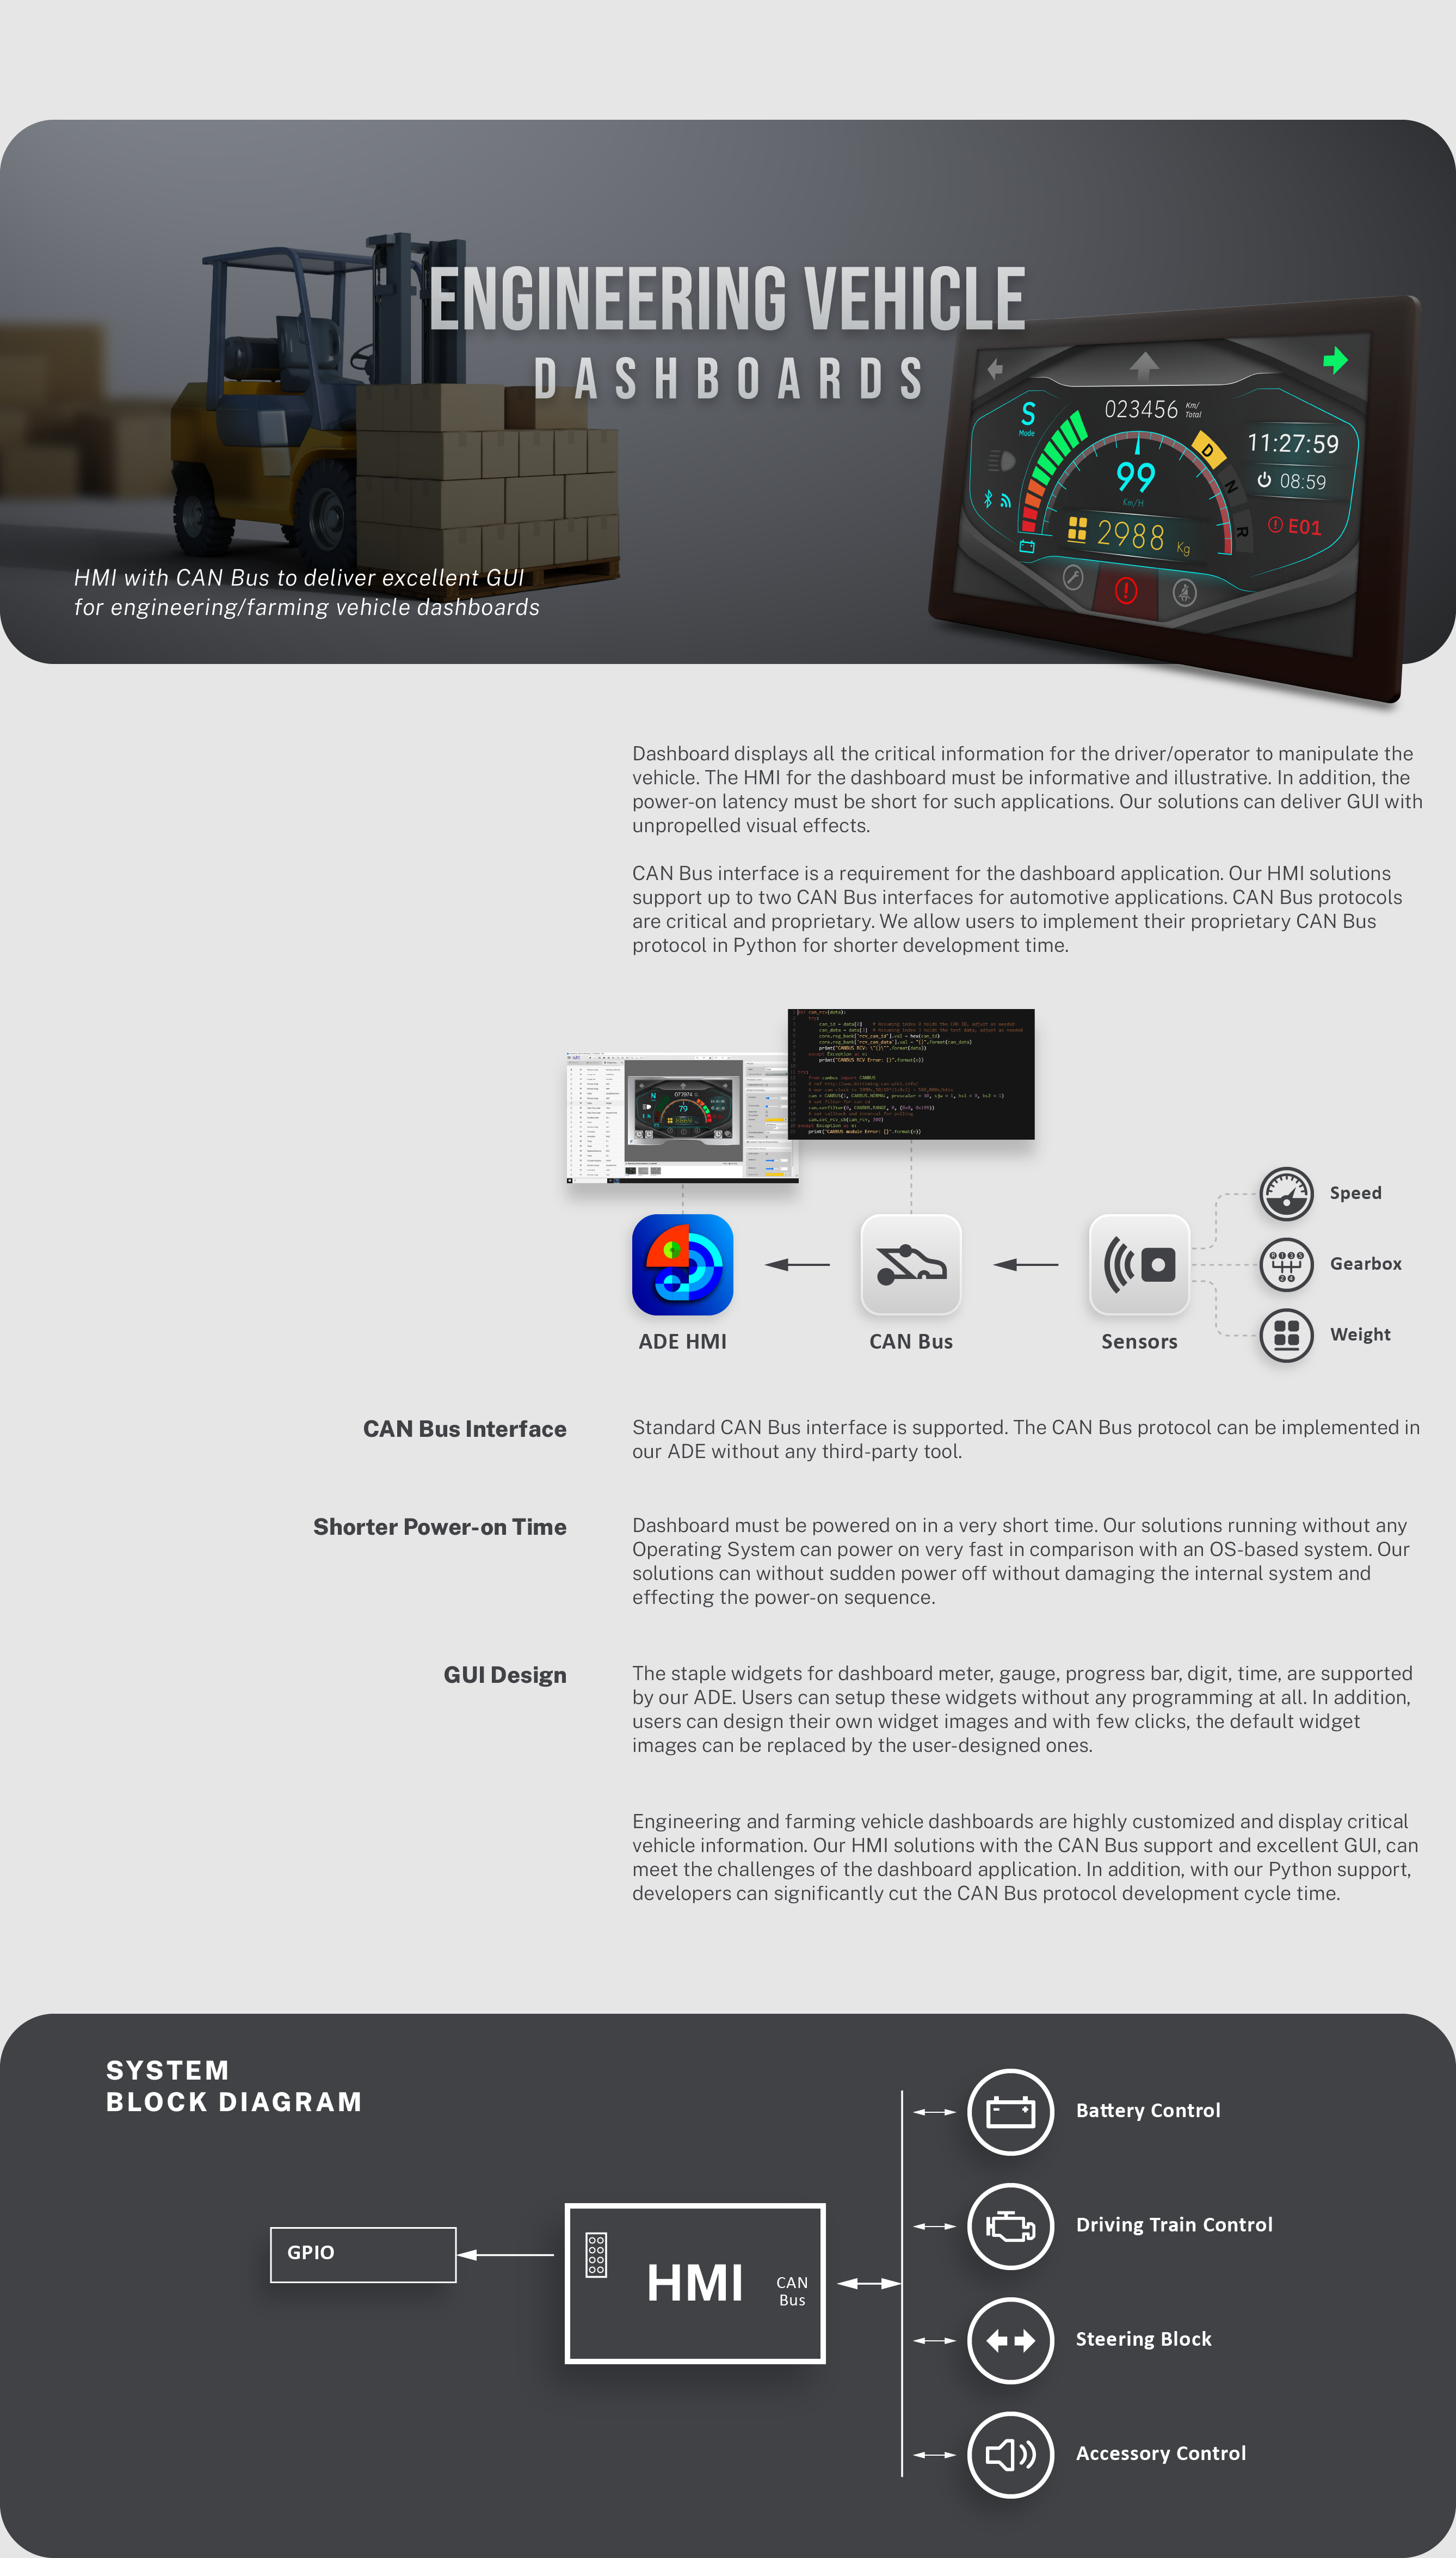 ENGINEERING VEHICLE
DASHBOARDS
HMI with CAN Bus to deliver excellent GUI
for engineering/farming vehicle dashboards
S
Mode
023456 Km/
Total
99
Km/H
2988 Kg
D
N
R
11:27:59
08:59
E01
Dashboard displays all the critical information for the driver/operator to manipulate the
vehicle. The HMI for the dashboard must be informative and illustrative. In addition, the
power-on latency must be short for such applications. Our solutions can deliver GUI with
unpropelled visual effects.
CAN Bus interface is a requirement for the dashboard application. Our HMI solutions
support up to two CAN Bus interfaces for automotive applications. CAN Bus protocols
are critical and proprietary. We allow users to implement their proprietary CAN Bus
protocol in Python for shorter development time.
N
077974
79
Speed
Gearbox
Weight
ADE HMI
CAN Bus
Sensors
CAN Bus Interface
Standard CAN Bus interface is supported. The CAN Bus protocol can be implemented in
our ADE without any third-party tool.
Shorter Power-on Time
Dashboard must be powered on in a very short time. Our solutions running without any
Operating System can power on very fast in comparison with an OS-based system. Our
solutions can without sudden power off without damaging the internal system and
effecting the power-on sequence.
GUI Design
The staple widgets for dashboard meter, gauge, progress bar, digit, time, are supported
by our ADE. Users can setup these widgets without any programming at all. In addition,
users can design their own widget images and with few clicks, the default widget
images can be replaced by the user-designed ones.
Engineering and farming vehicle dashboards are highly customized and display critical
vehicle information. Our HMI solutions with the CAN Bus support and excellent GUI, can
meet the challenges of the dashboard application. In addition, with our Python support,
developers can significantly cut the CAN Bus protocol development cycle time.
SYSTEM
BLOCK DIAGRAM
GPIO
HMI
CAN
Bus
Battery Control
Driving Train Control
Steering Block
Accessory Control